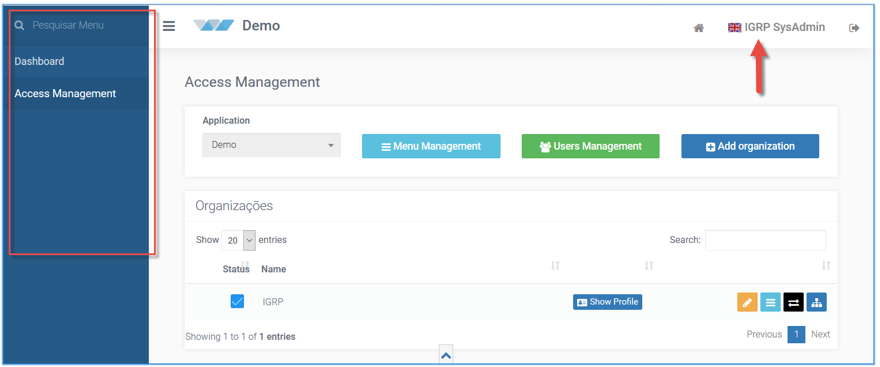 Pesquisar Menu
Demo
IGRP SysAdmin
Dashboard
Access Management
Access Management
Application
Demo
Menu Management
Users Management
Add organization
Organizações
Show 20 entries
Search:
Status Name
IGRP Show Profile
Showing 1 to 1 of 1 entries
Previous 1 Next